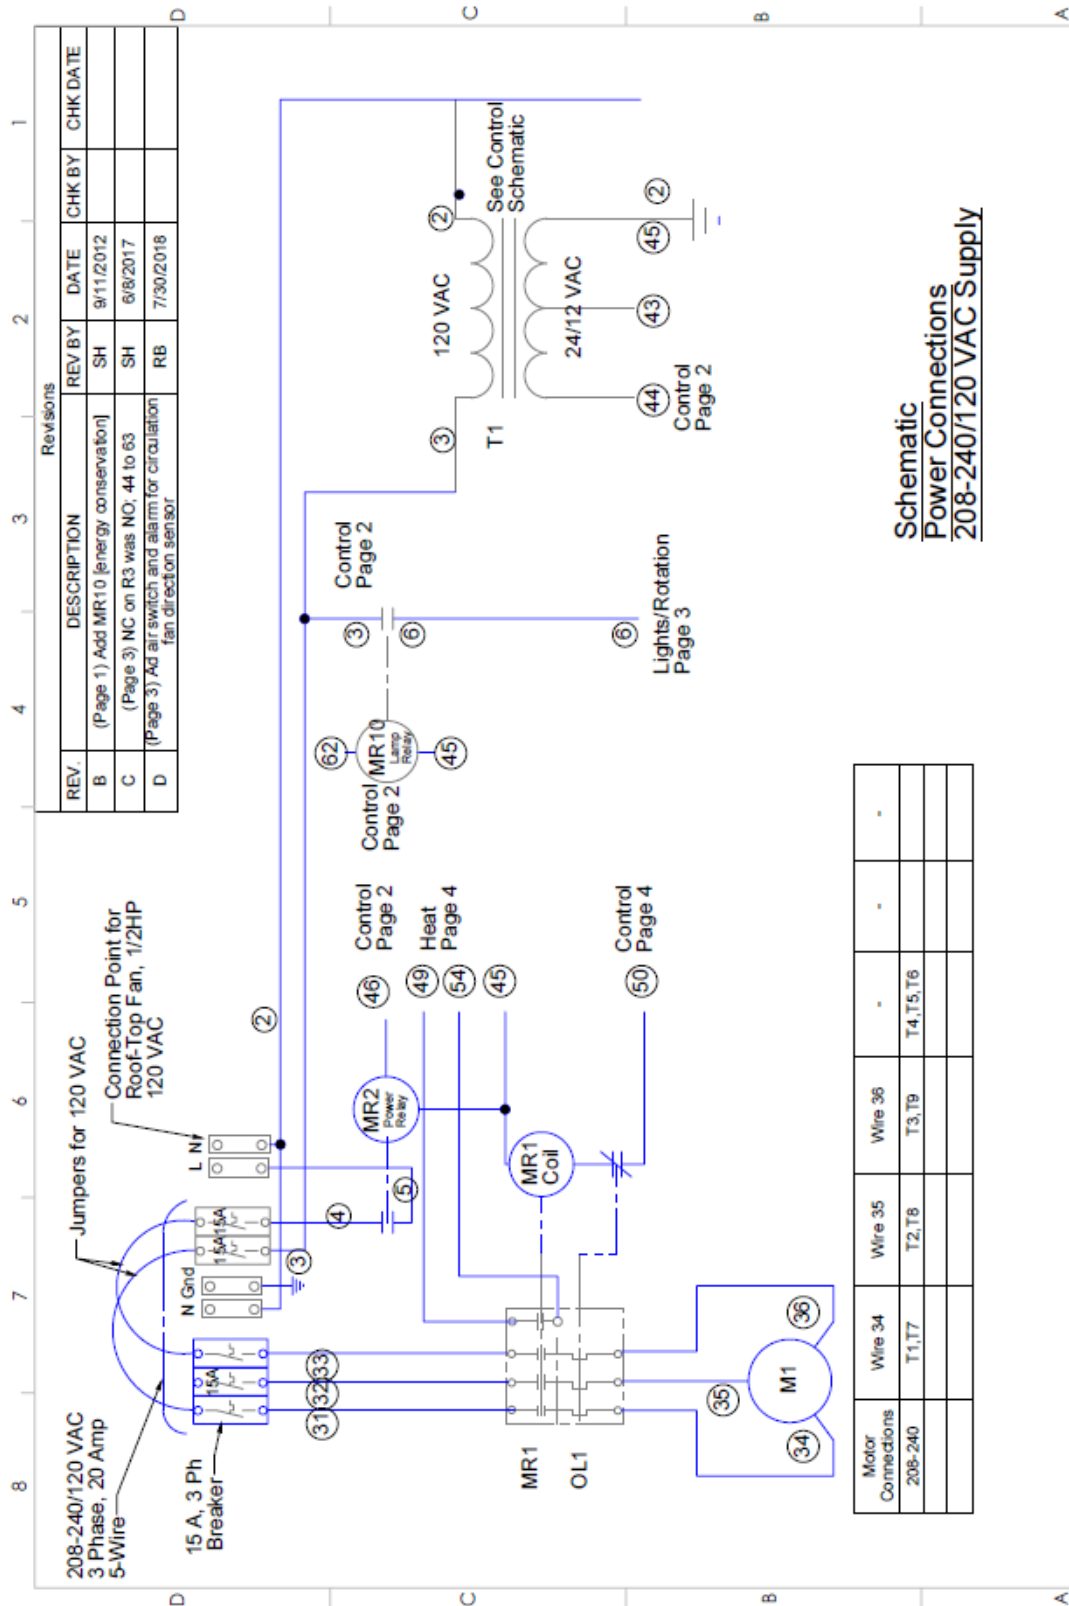 8
7
6
5
4
3
2
1
D
C
B
A
D
C
B
A
Revisions
REV. DESCRIPTION REV BY DATE CHK BY CHK DATE
B (Page 1) Add MR10 [energy conservation] SH 9/11/2012
C (Page 3) NC on R3 was NO; 44 to 63 SH 6/8/2017
D (Page 3) Ad air switch and alarm for circulation RB 7/30/2018
fan direction sensor
208-240/120 VAC
3 Phase, 20 Amp
5-Wire
Jumpers for 120 VAC
Connection Point for
Roof-Top Fan, 1/2HP
120 VAC
15 A, 3 Ph
Breaker
15A
N Gnd
15A 15A
L N
2
3
4
5
31 32 33
MR2
Power
Relay
46
Control
Page 2
49
Heat
Page 4
54
45
MR1
Coil
50
Control
Page 4
MR1
OL1
34
35
36
M1
Control
Page 2
62
MR10
Lamp
Relay
45
Control
Page 2
3
6
6
Lights/Rotation
Page 3
3
2
120 VAC
T1
See Control
Schematic
24/12 VAC
44
43
45
2
Control
Page 2
Motor
Connections Wire 34 Wire 35 Wire 36 - - -
208-240 T1,T7 T2,T8 T3,T9 T4,T5,T6
Schematic
Power Connections
208-240/120 VAC Supply